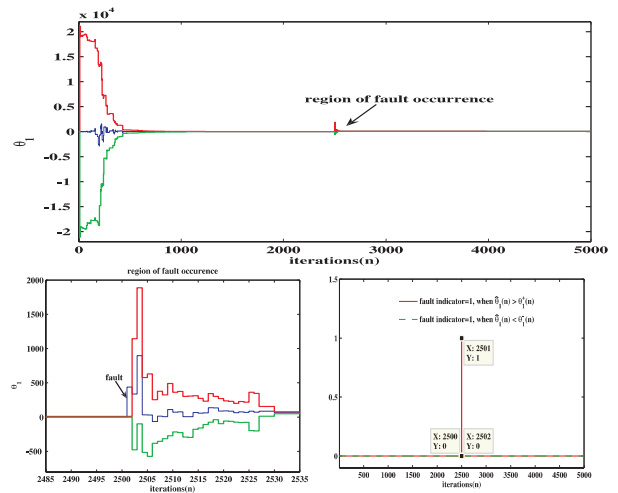 x 10⁴
2
1.5
1
0.5
0
-0.5
-1
-1.5
-2
θ₁
region of fault occurrence
0 1000 2000 3000 4000 5000
iterations(n)
region of fault occurence
2000
1500
1000
500
0
-500
θ₁
fault
2485 2490 2495 2500 2505 2510 2515 2520 2525 2530 2535
iterations(n)
1.5
1
0.5
0
fault indicator=1, when θ̂₁(n) > θ₁⁺(n)
fault indicator=1, when θ̂₁(n) < θ₁⁻(n)
X: 2501
Y: 1
X: 2500
Y: 0
X: 2502
Y: 0
500 1000 1500 2000 2500 3000 3500 4000 4500 5000
iterations(n)